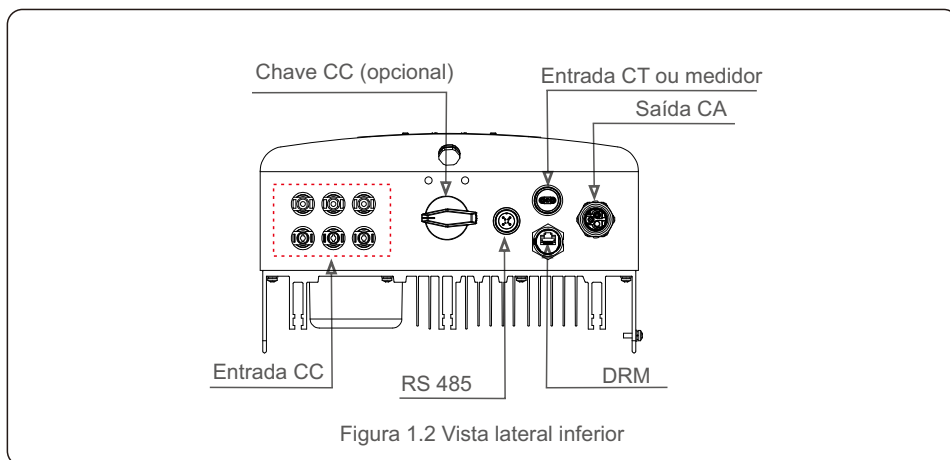 Chave CC (opcional)
Entrada CT ou medidor
Saída CA
Entrada CC
RS 485
DRM
Figura 1.2 Vista lateral inferior